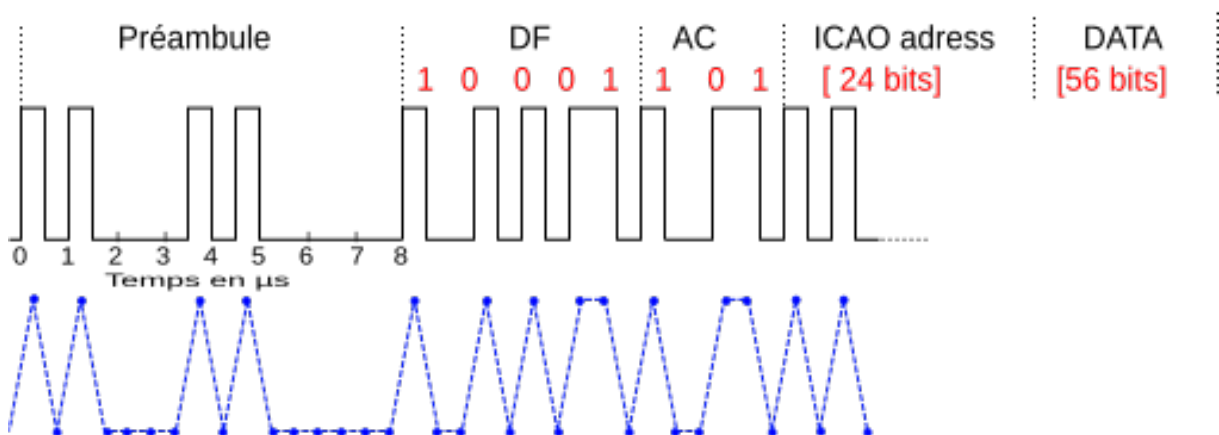 Préambule DF AC ICAO adress DATA
1 0 0 0 1 1 0 1 [ 24 bits] [56 bits]
0 1 2 3 4 5 6 7 8
Temps en µs